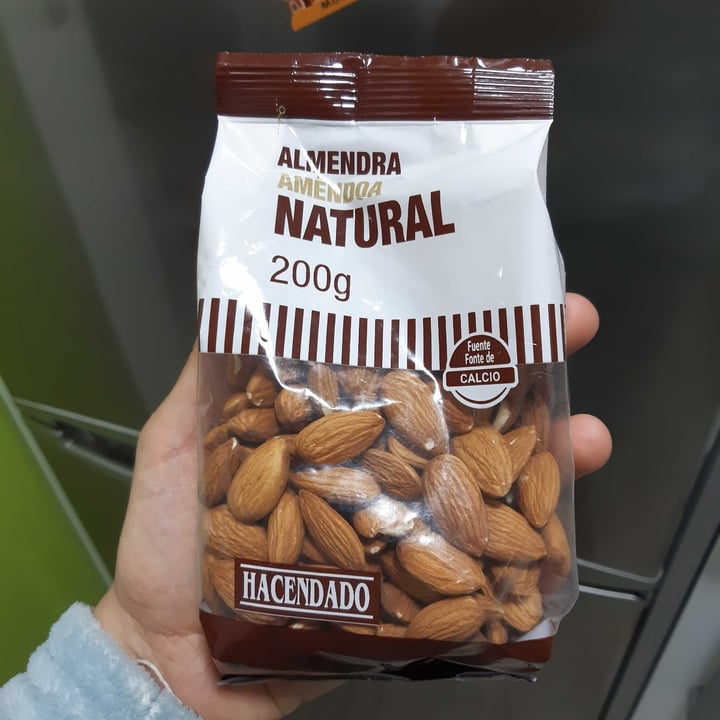 ALMENDRA
AMÊNDOA
NATURAL
200g
Fuente
Fonte de
CALCIO
HACENDADO